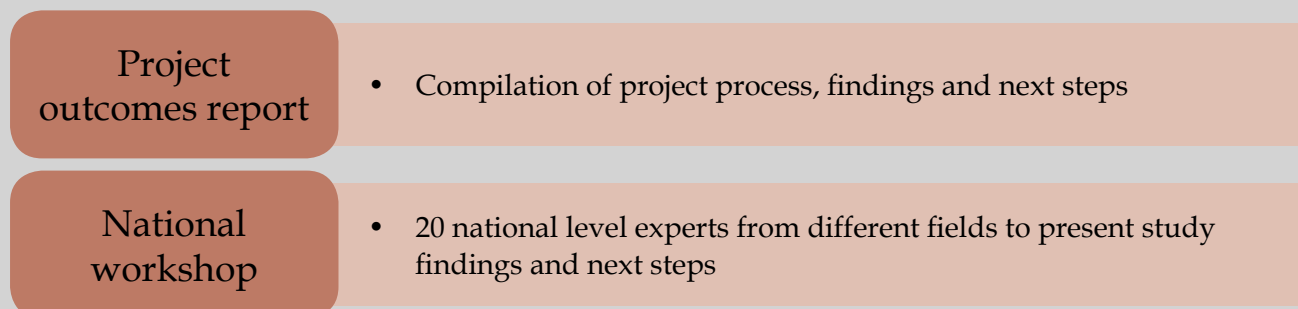 Project
outcomes report
• Compilation of project process, findings and next steps
National
workshop
• 20 national level experts from different fields to present study
findings and next steps